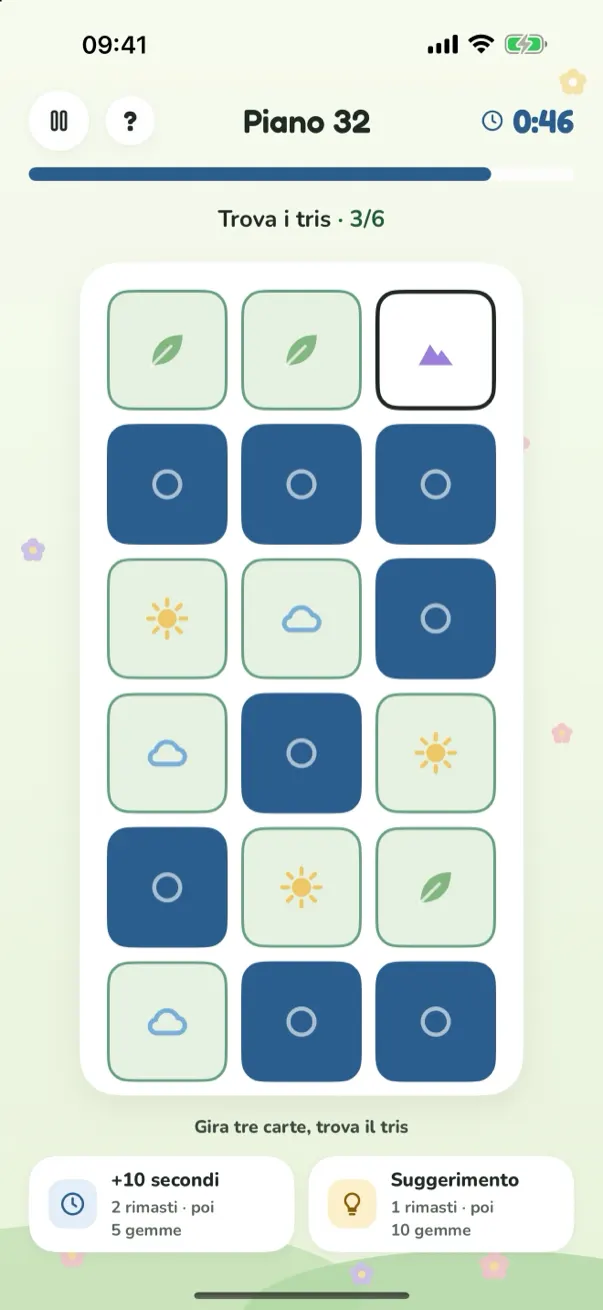 09:41
?
Piano 32
0:46
Trova i tris · 3/6
Gira tre carte, trova il tris
+10 secondi
2 rimasti · poi
5 gemme
Suggerimento
1 rimasti · poi
10 gemme